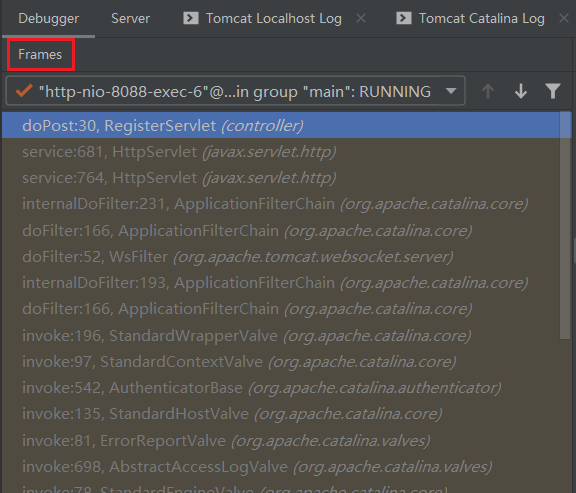 Debugger Server Tomcat Localhost Log × Tomcat Catalina Log ×
Frames
"http-nio-8088-exec-6"@...in group "main": RUNNING
doPost:30, RegisterServlet (controller)
service:681, HttpServlet (javax.servlet.http)
service:764, HttpServlet (javax.servlet.http)
internalDoFilter:231, ApplicationFilterChain (org.apache.catalina.core)
doFilter:166, ApplicationFilterChain (org.apache.catalina.core)
doFilter:52, WsFilter (org.apache.tomcat.websocket.server)
internalDoFilter:193, ApplicationFilterChain (org.apache.catalina.core)
doFilter:166, ApplicationFilterChain (org.apache.catalina.core)
invoke:196, StandardWrapperValve (org.apache.catalina.core)
invoke:97, StandardContextValve (org.apache.catalina.core)
invoke:542, AuthenticatorBase (org.apache.catalina.authenticator)
invoke:135, StandardHostValve (org.apache.catalina.core)
invoke:81, ErrorReportValve (org.apache.catalina.valves)
invoke:698, AbstractAccessLogValve (org.apache.catalina.valves)
invoke:78, StandardEngineValve (org.apache.catalina.core)